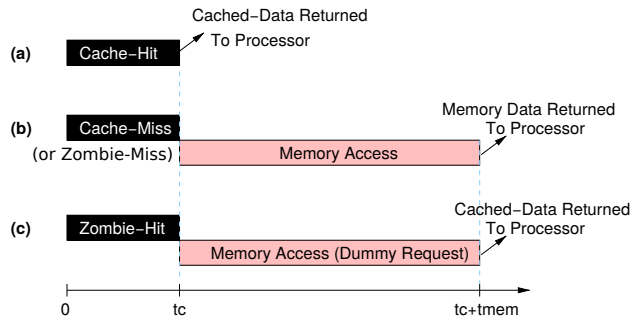 Cached–Data Returned
To Processor
(a)
Cache–Hit
Memory Data Returned
To Processor
(b)
Cache–Miss
(or Zombie-Miss)
Memory Access
Cached–Data Returned
To Processor
(c)
Zombie–Hit
Memory Access (Dummy Request)
0
tc
tc+tmem